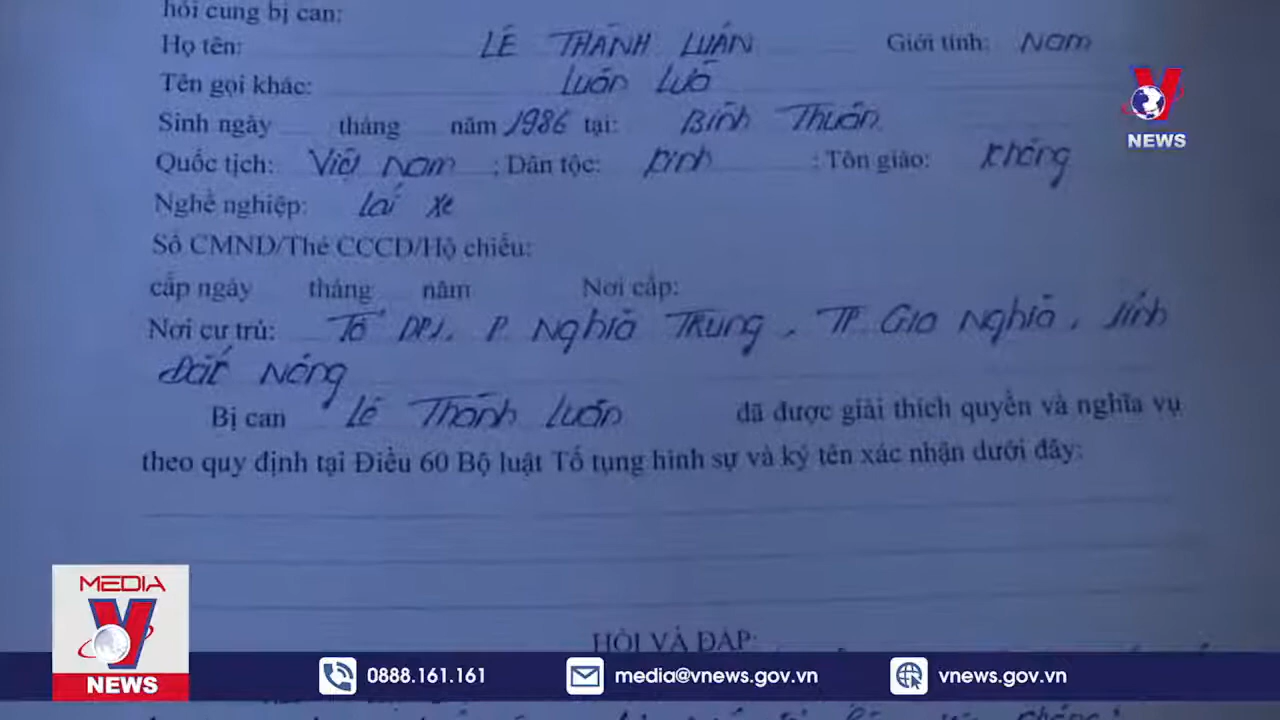 hỏi cung bị can:
Họ tên: LÊ THÀNH LUÂN Giới tính: Nam
Tên gọi khác: Luân Lưả
Sinh ngày tháng năm 1986 tại: Bình Thuận
Quốc tịch: Việt Nam ; Dân tộc: Kinh ; Tôn giáo: Không
Nghề nghiệp: Lái xe
Số CMND/Thẻ CCCD/Hộ chiếu:
cấp ngày tháng năm Nơi cấp:
Nơi cư trú: Tổ P. Nghĩa Trung, TP. Gia Nghĩa, tỉnh
Đắk Nông
Bị can Lê Thành Luân đã được giải thích quyền và nghĩa vụ
theo quy định tại Điều 60 Bộ luật Tố tụng hình sự và ký tên xác nhận dưới đây:
HỎI VÀ ĐÁP:
V
NEWS
MEDIA
V
NEWS
0888.161.161
media@vnews.gov.vn
vnews.gov.vn